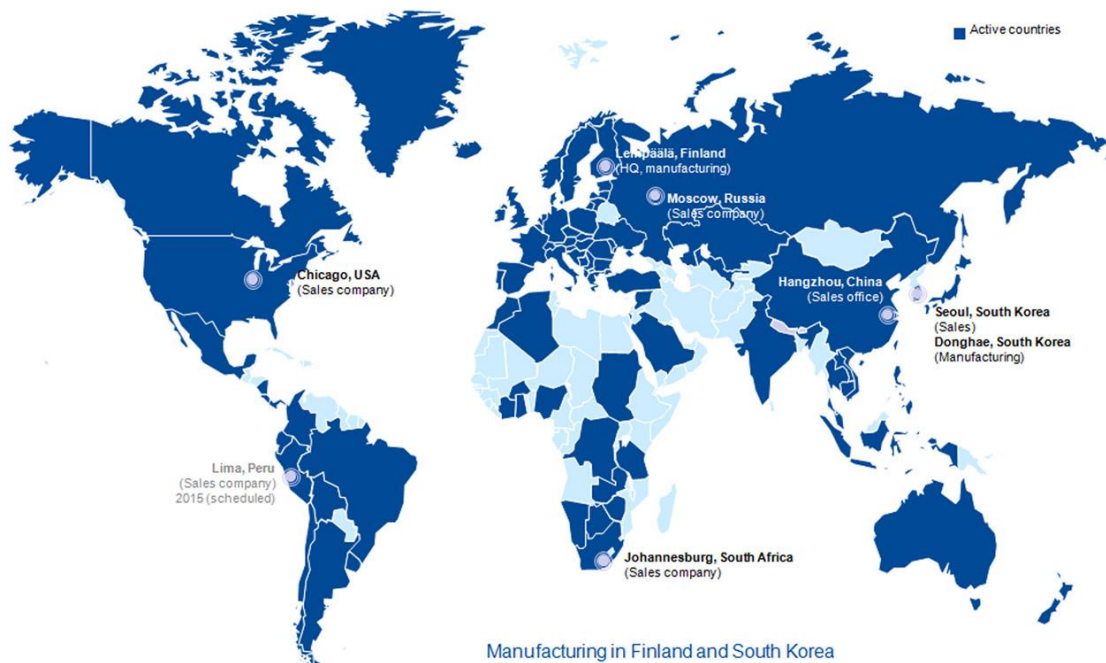 Active countries
Lempäälä, Finland
(HQ, manufacturing)
Moscow, Russia
(Sales company)
Chicago, USA
(Sales company)
Hangzhou, China
(Sales office)
Seoul, South Korea
(Sales)
Donghae, South Korea
(Manufacturing)
Lima, Peru
(Sales company)
2015 (scheduled)
Johannesburg, South Africa
(Sales company)
Manufacturing in Finland and South Korea